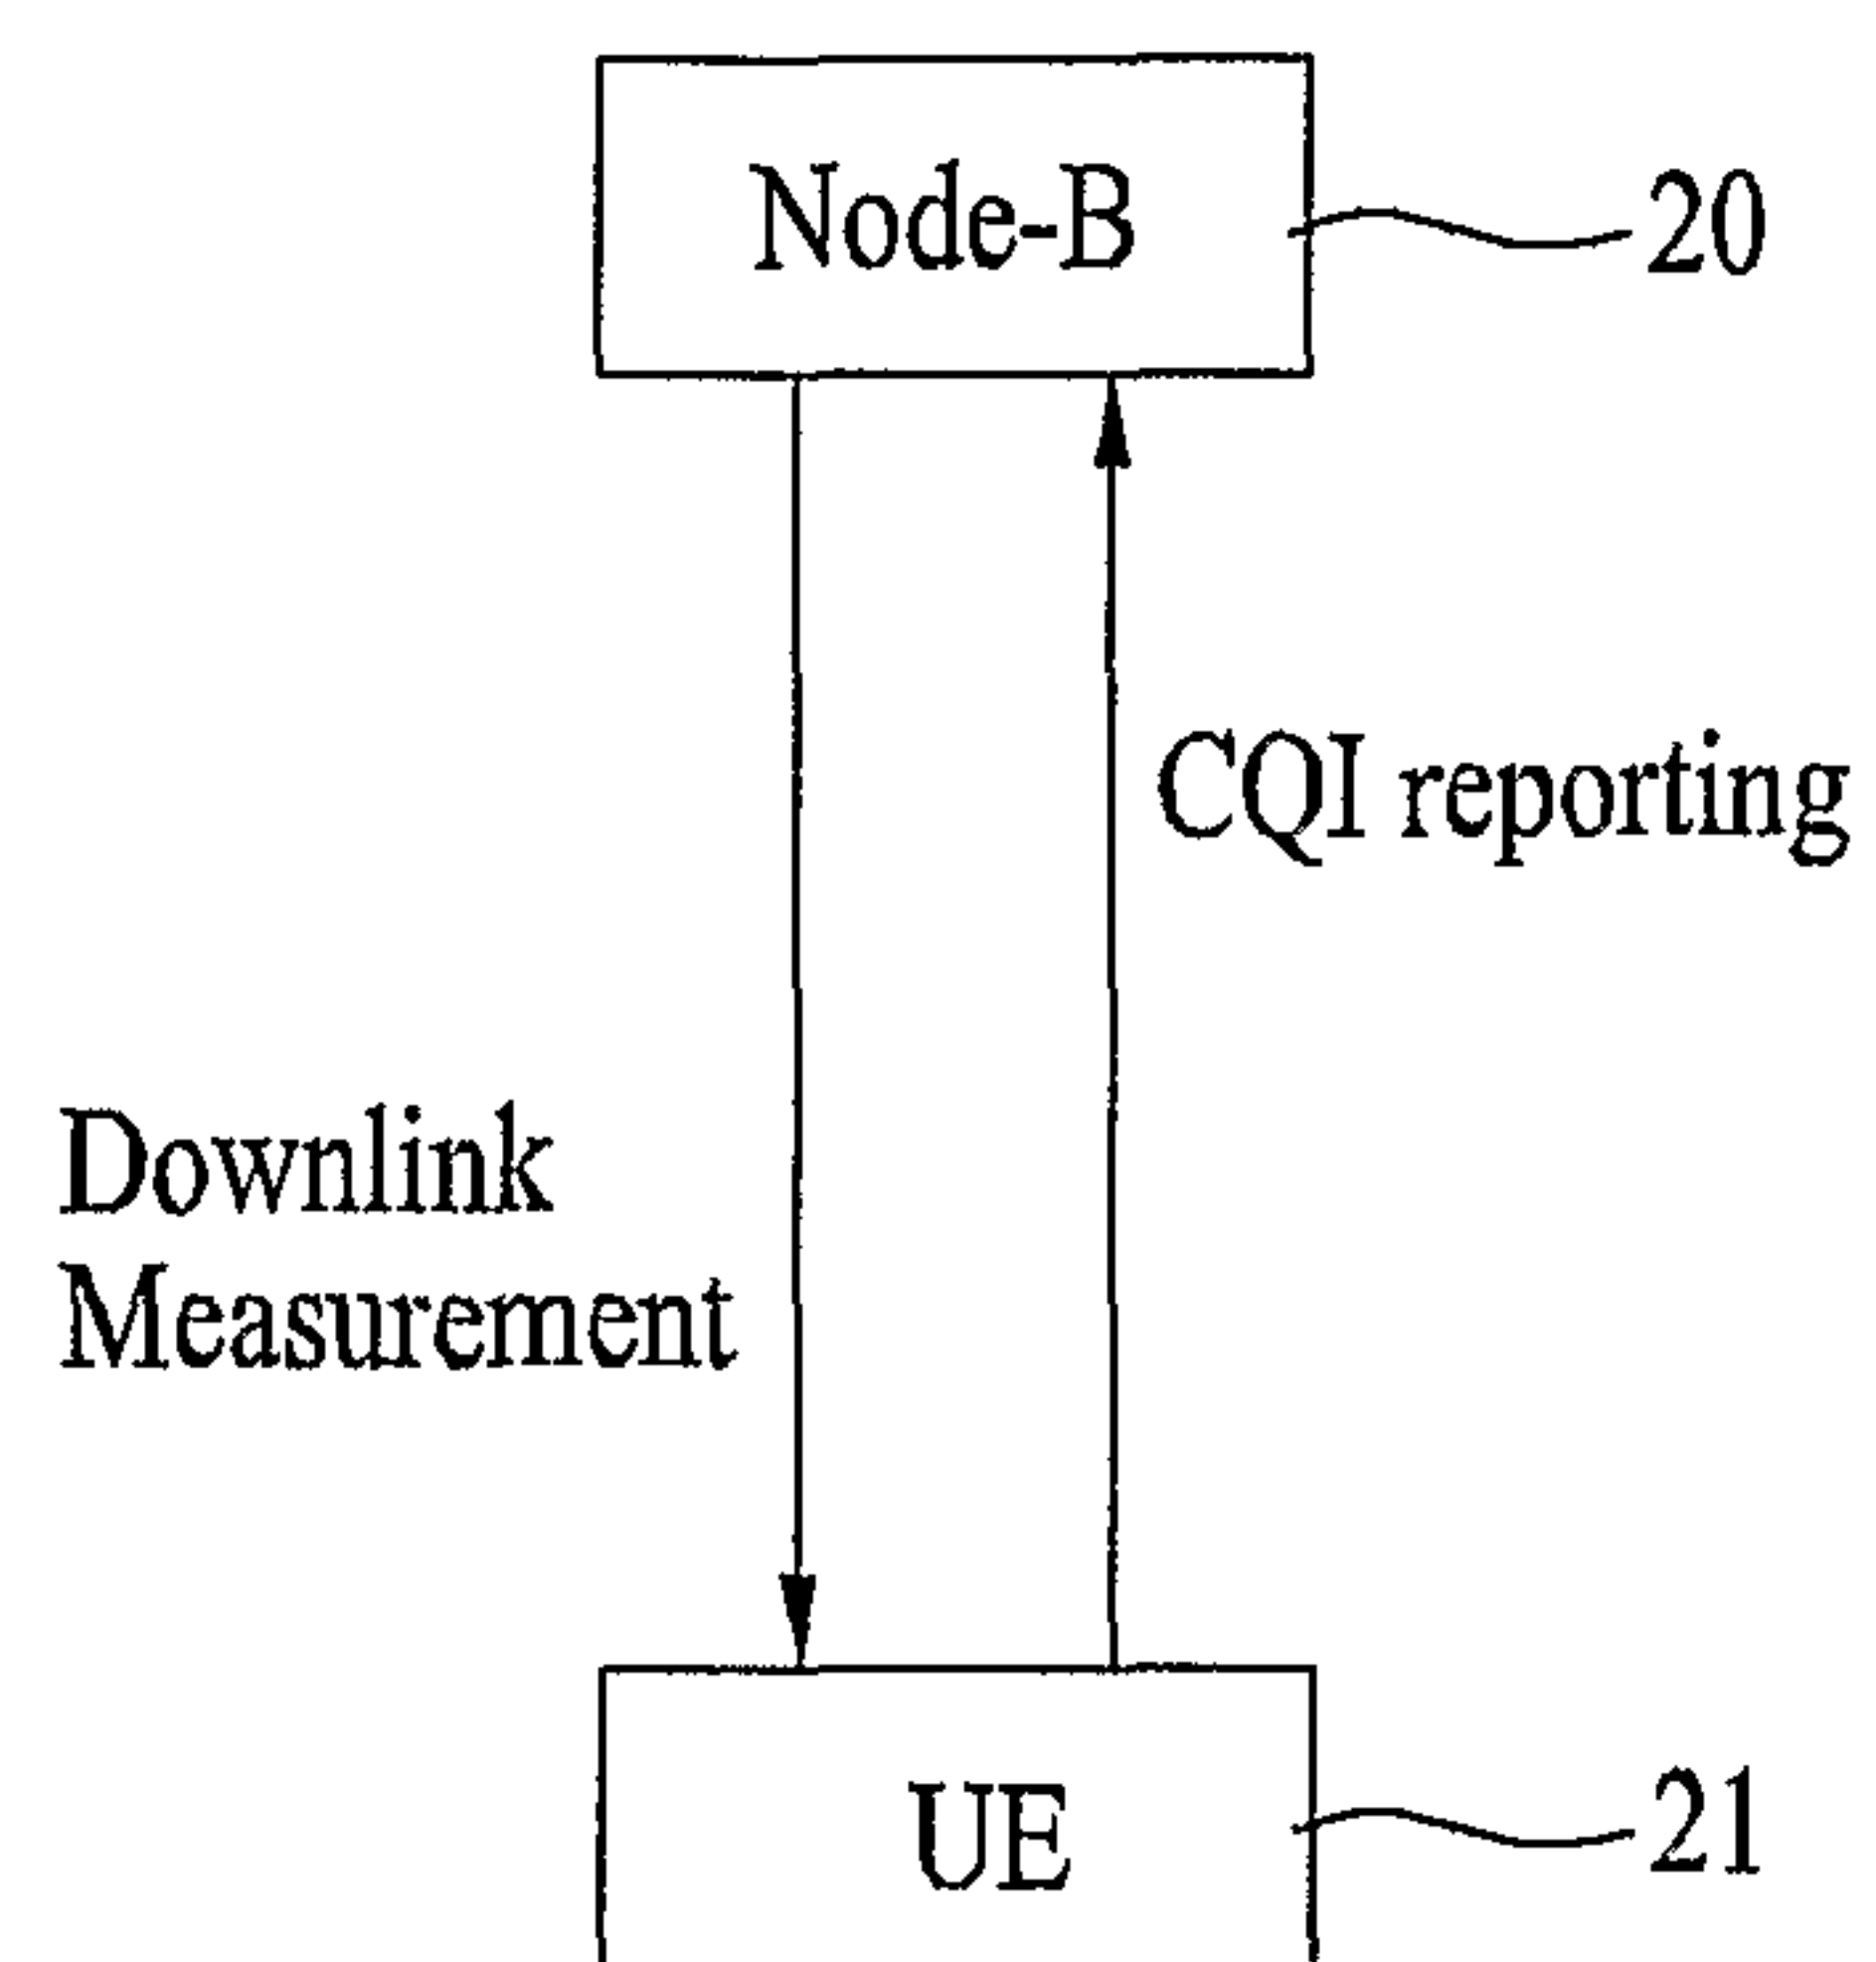 Node-B
20
CQI reporting
Downlink
Measurement
UE
21